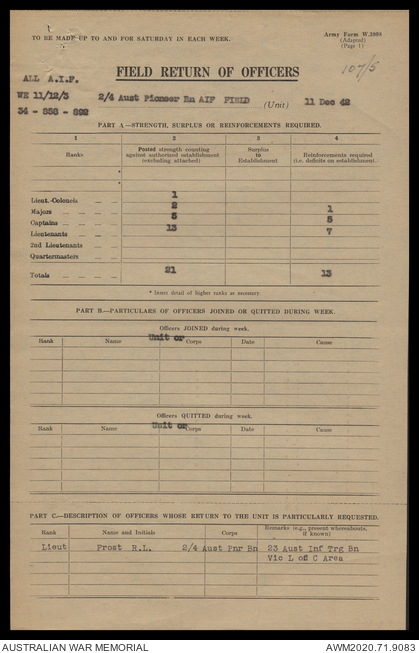 TO BE MADE UP TO AND FOR SATURDAY IN EACH WEEK.
Army Form W.3008
(Adapted)
(Page 1)
FIELD RETURN OF OFFICERS
107/5
ALL A.I.F.
WE 11/12/3
34 - 858 - 892
2/4 Aust Pioneer Bn AIF FIELD (Unit) 11 Dec 42
PART A—STRENGTH, SURPLUS OR REINFORCEMENTS REQUIRED.
1 2 3 4
Ranks
Posted strength counting against authorized establishment (excluding attached)
Surplus to Establishment
Reinforcements required (i.e. deficits on establishment
*
*
Lieut.-Colonels 1
Majors 2 1
Captains 5 5
Lieutenants 13 7
2nd Lieutenants
Quartermasters
Totals 21 13
* Insert detail of higher ranks as necessary.
PART B.—PARTICULARS OF OFFICERS JOINED OR QUITTED DURING WEEK.
Officers JOINED during week.
Rank Name Unit or Corps Date Cause
Officers QUITTED during week.
Rank Name Unit or Corps Date Cause
PART C.—DESCRIPTION OF OFFICERS WHOSE RETURN TO THE UNIT IS PARTICULARLY REQUESTED.
Rank Name and Initials Corps Remarks (e.g., present whereabouts, if known)
Lieut Frost R.L. 2/4 Aust Pnr Bn 23 Aust Inf Trg Bn
Vic L of C Area
AUSTRALIAN WAR MEMORIAL
AWM2020.71.9083